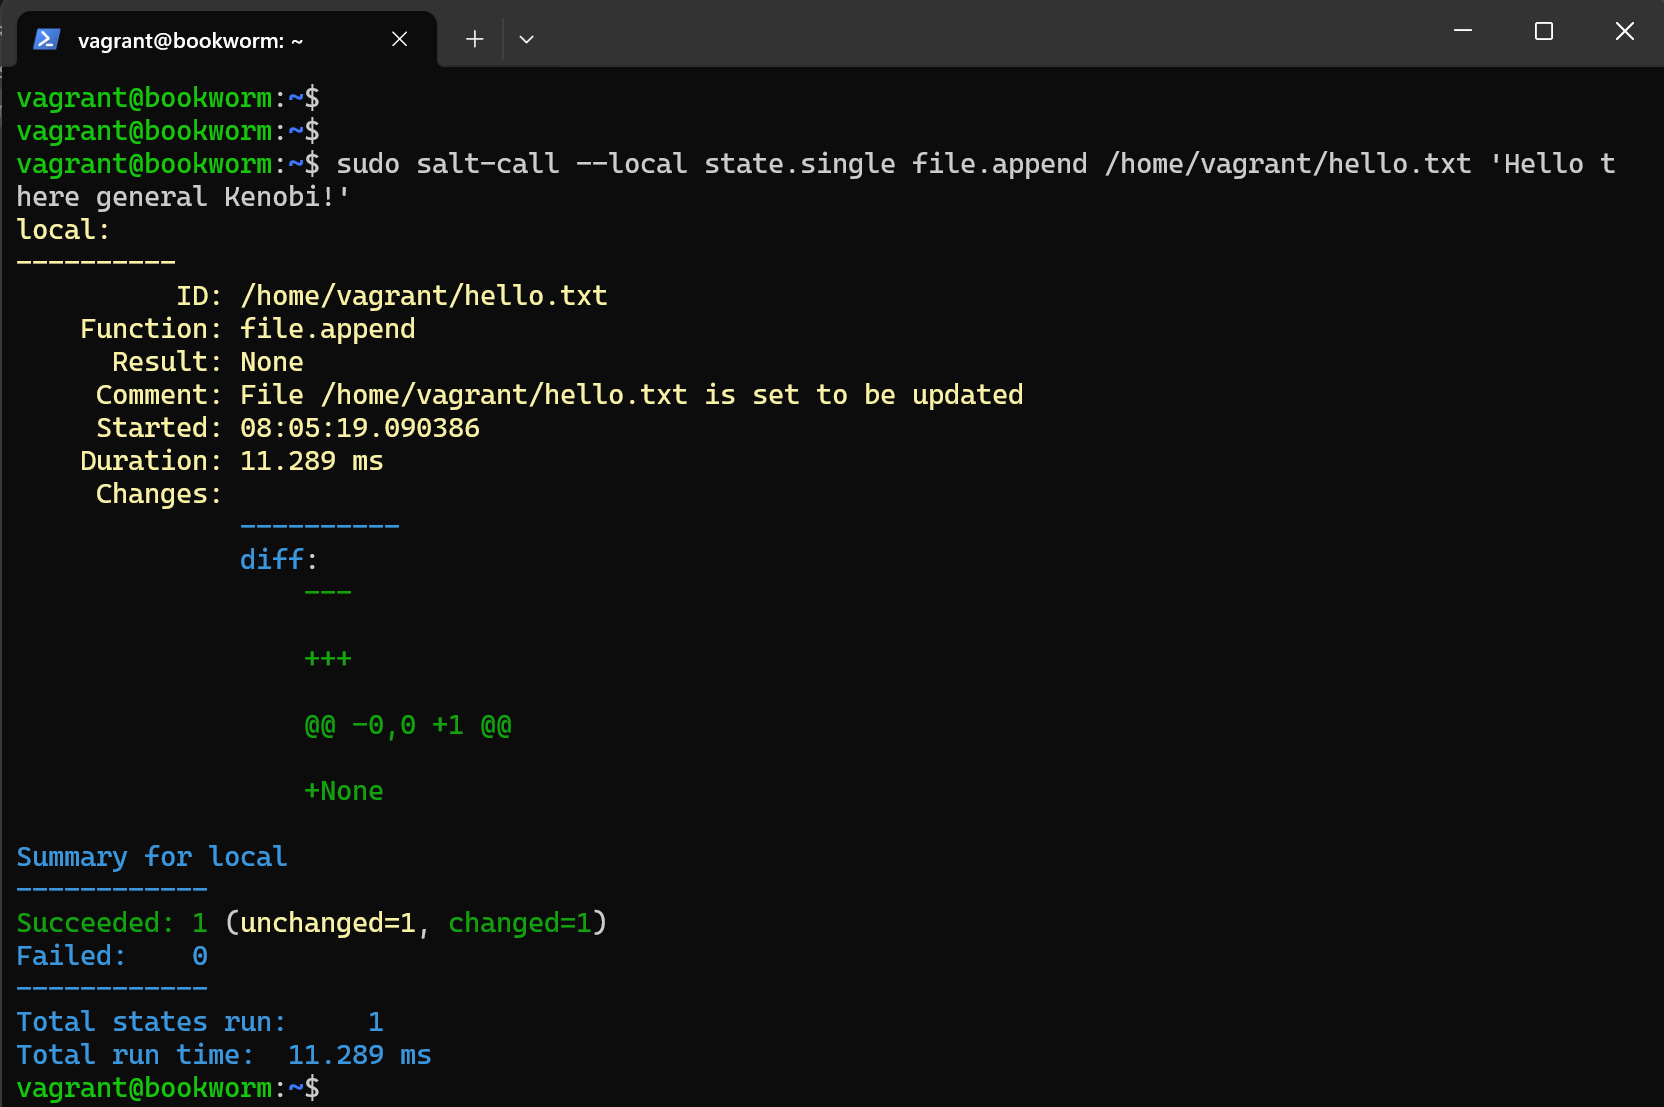 vagrant@bookworm: ~
vagrant@bookworm:~$
vagrant@bookworm:~$
vagrant@bookworm:~$ sudo salt-call --local state.single file.append /home/vagrant/hello.txt 'Hello t
here general Kenobi!'
local:
----------
ID: /home/vagrant/hello.txt
Function: file.append
Result: None
Comment: File /home/vagrant/hello.txt is set to be updated
Started: 08:05:19.090386
Duration: 11.289 ms
Changes:
----------
diff:
---
+++
@@ -0,0 +1 @@
+None
Summary for local
------------
Succeeded: 1 (unchanged=1, changed=1)
Failed:    0
------------
Total states run:     1
Total run time:  11.289 ms
vagrant@bookworm:~$